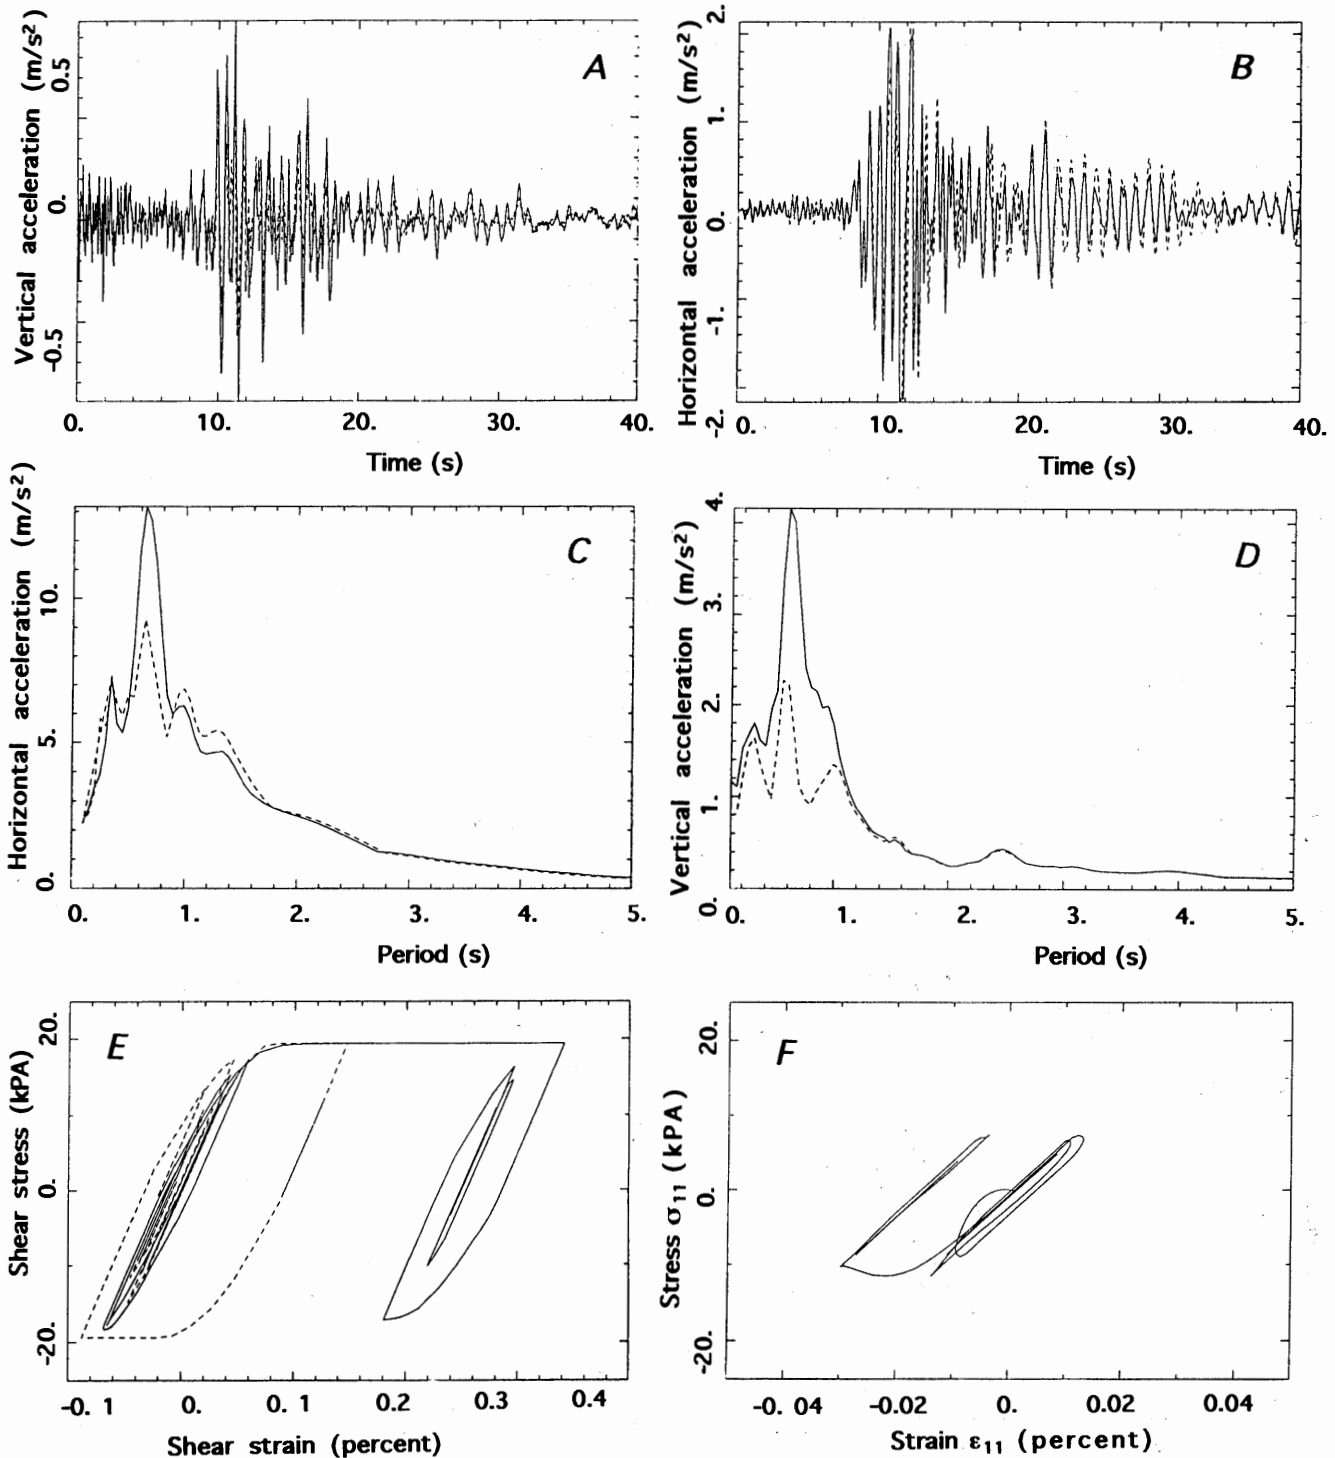 Vertical acceleration (m/s²)
0.5
0.
-0.5
A
0. 10. 20. 30. 40.
Time (s)
Horizontal acceleration (m/s²)
2.
1.
0.
-1.
-2.
B
0. 10. 20. 30. 40.
Time (s)
Horizontal acceleration (m/s²)
10.
5.
0.
C
0. 1. 2. 3. 4. 5.
Period (s)
Vertical acceleration (m/s²)
4.
3.
2.
1.
0.
D
0. 1. 2. 3. 4. 5.
Period (s)
Shear stress (kPA)
20.
0.
-20.
E
-0. 1 0. 0. 1 0.2 0.3 0.4
Shear strain (percent)
Stress σ₁₁ (kPA)
20.
0.
-20.
F
-0. 04 -0.02 0. 0.02 0.04
Strain ε₁₁ (percent)